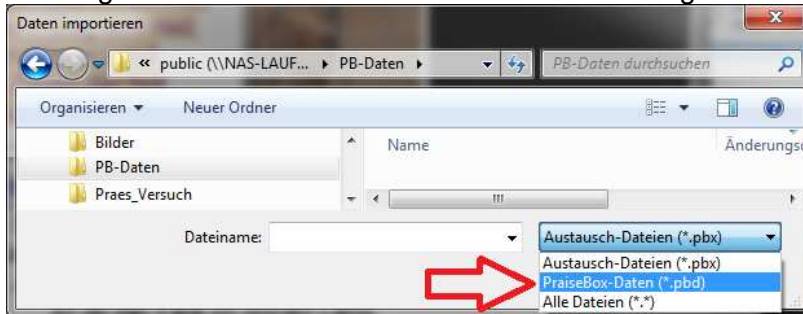 Daten importieren
« public (\\NAS-LAUF... ▸ PB-Daten ▸
PB-Daten durchsuchen
Organisieren ▾ Neuer Ordner
Bilder
PB-Daten
Praes_Versuch
Name
Dateiname:
Austausch-Dateien (*.pbx)
Austausch-Dateien (*.pbx)
PraiseBox-Daten (*.pbd)
Alle Dateien (*.*)